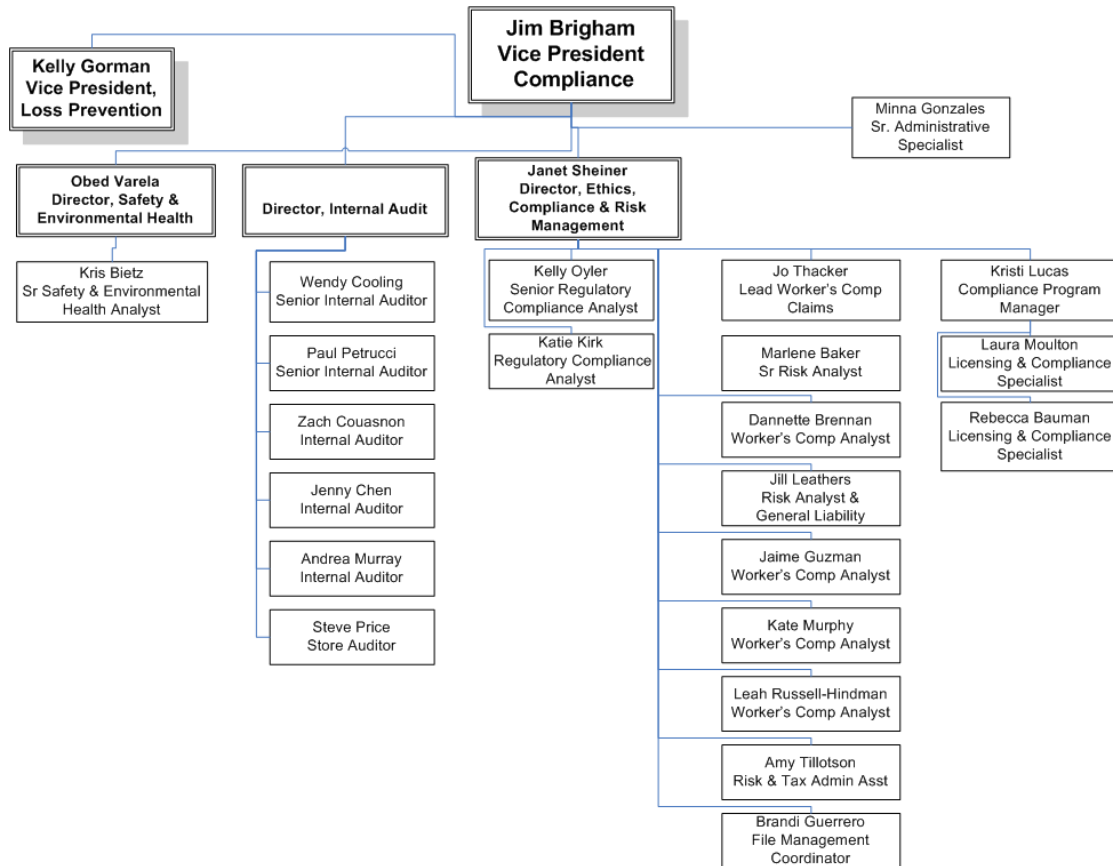 Jim Brigham
Vice President
Compliance
Kelly Gorman
Vice President,
Loss Prevention
Minna Gonzales
Sr. Administrative
Specialist
Obed Varela
Director, Safety &
Environmental Health
Director, Internal Audit
Janet Sheiner
Director, Ethics,
Compliance & Risk
Management
Kris Bietz
Sr Safety & Environmental
Health Analyst
Wendy Cooling
Senior Internal Auditor
Paul Petrucci
Senior Internal Auditor
Zach Couasnon
Internal Auditor
Jenny Chen
Internal Auditor
Andrea Murray
Internal Auditor
Steve Price
Store Auditor
Kelly Oyler
Senior Regulatory
Compliance Analyst
Katie Kirk
Regulatory Compliance
Analyst
Jo Thacker
Lead Worker's Comp
Claims
Marlene Baker
Sr Risk Analyst
Dannette Brennan
Worker's Comp Analyst
Jill Leathers
Risk Analyst &
General Liability
Jaime Guzman
Worker's Comp Analyst
Kate Murphy
Worker's Comp Analyst
Leah Russell-Hindman
Worker's Comp Analyst
Amy Tillotson
Risk & Tax Admin Asst
Brandi Guerrero
File Management
Coordinator
Kristi Lucas
Compliance Program
Manager
Laura Moulton
Licensing & Compliance
Specialist
Rebecca Bauman
Licensing & Compliance
Specialist